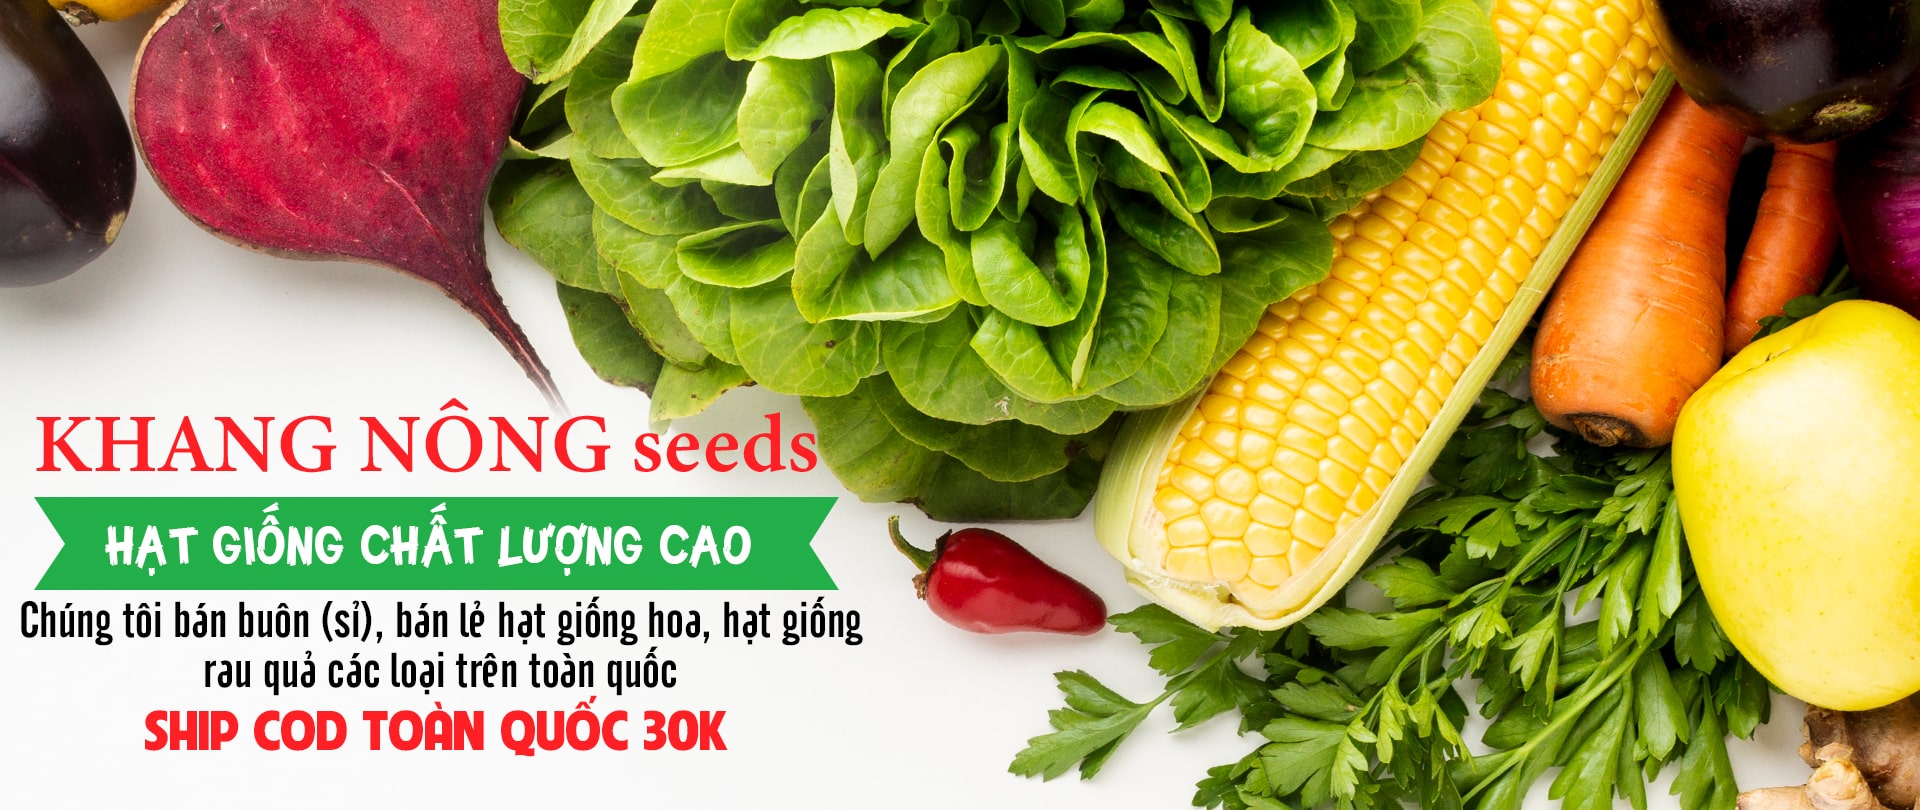 KHANG NÔNG seeds
HẠT GIỐNG CHẤT LƯỢNG CAO
Chúng tôi bán buôn (sỉ), bán lẻ hạt giống hoa, hạt giống
rau quả các loại trên toàn quốc
SHIP COD TOÀN QUỐC 30K